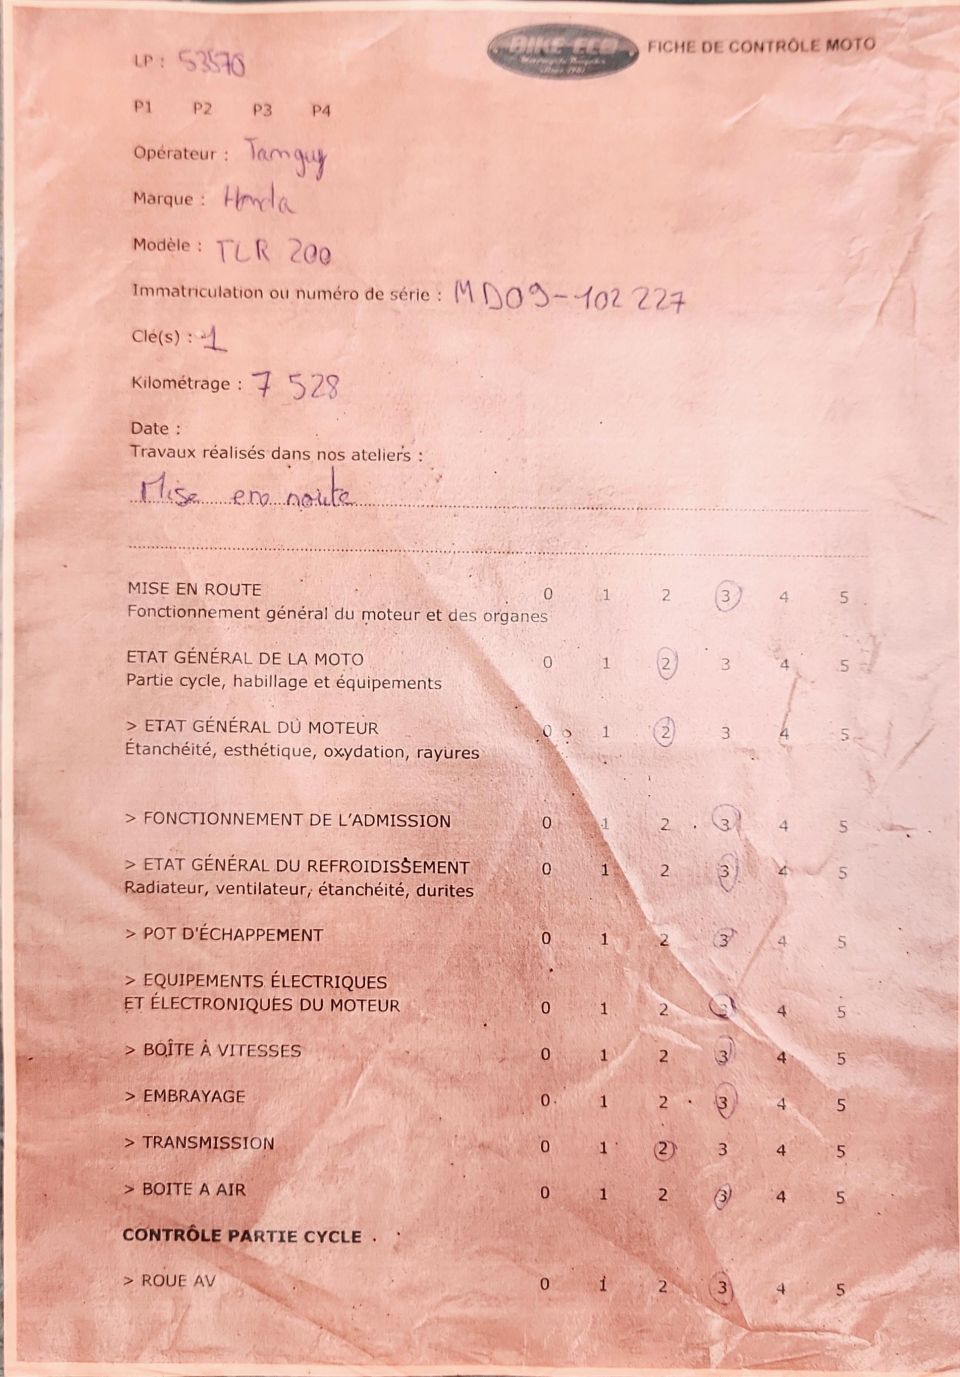 LP : 53570
BIKE-ECO
FICHE DE CONTRÔLE MOTO
P1 P2 P3 P4
Opérateur : Tamguy
Marque : Honda
Modèle : TLR 200
Immatriculation ou numéro de série : MD09-102227
Clé(s) : 1
Kilométrage : 7 528
Date :
Travaux réalisés dans nos ateliers :
Mise en route
MISE EN ROUTE 0 1 2 3 4 5
Fonctionnement général du moteur et des organes
ETAT GÉNÉRAL DE LA MOTO 0 1 2 3 4 5
Partie cycle, habillage et équipements
> ETAT GÉNÉRAL DU MOTEUR 0 1 2 3 4 5
Étanchéité, esthétique, oxydation, rayures
> FONCTIONNEMENT DE L'ADMISSION 0 1 2 3 4 5
> ETAT GÉNÉRAL DU REFROIDISSEMENT 0 1 2 3 4 5
Radiateur, ventilateur, étanchéité, durites
> POT D'ÉCHAPPEMENT 0 1 2 3 4 5
> EQUIPEMENTS ÉLECTRIQUES
ET ÉLECTRONIQUES DU MOTEUR 0 1 2 3 4 5
> BOÎTE À VITESSES 0 1 2 3 4 5
> EMBRAYAGE 0 1 2 3 4 5
> TRANSMISSION 0 1 2 3 4 5
> BOITE A AIR 0 1 2 3 4 5
CONTRÔLE PARTIE CYCLE
> ROUE AV 0 1 2 3 4 5